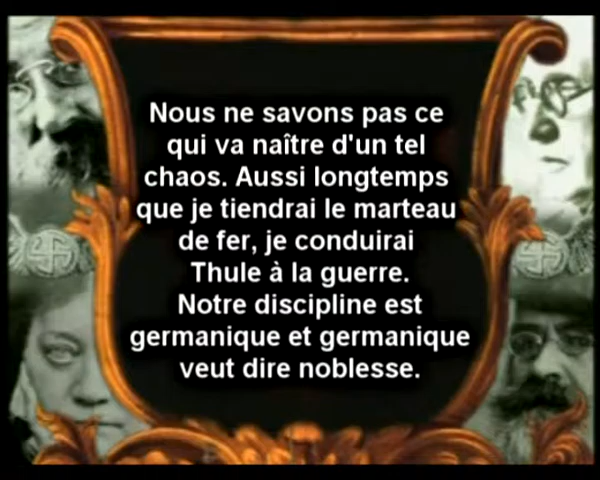 Nous ne savons pas ce
qui va naître d'un tel
chaos. Aussi longtemps
que je tiendrai le marteau
de fer, je conduirai
Thule à la guerre.
Notre discipline est
germanique et germanique
veut dire noblesse.